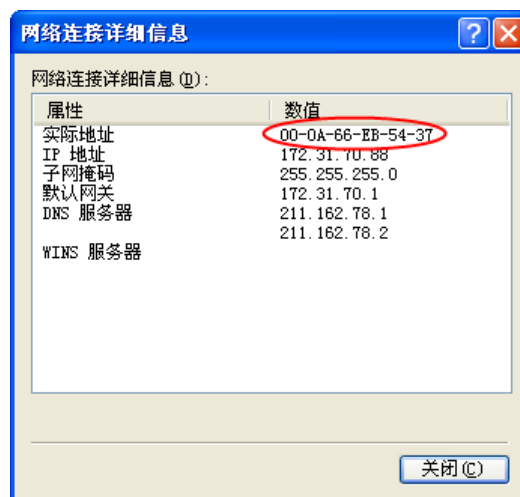 网络连接详细信息
网络连接详细信息(D):
属性 数值
实际地址 00-0A-66-EB-54-37
IP 地址 172.31.70.88
子网掩码 255.255.255.0
默认网关 172.31.70.1
DNS 服务器 211.162.78.1
211.162.78.2
WINS 服务器
关闭(C)